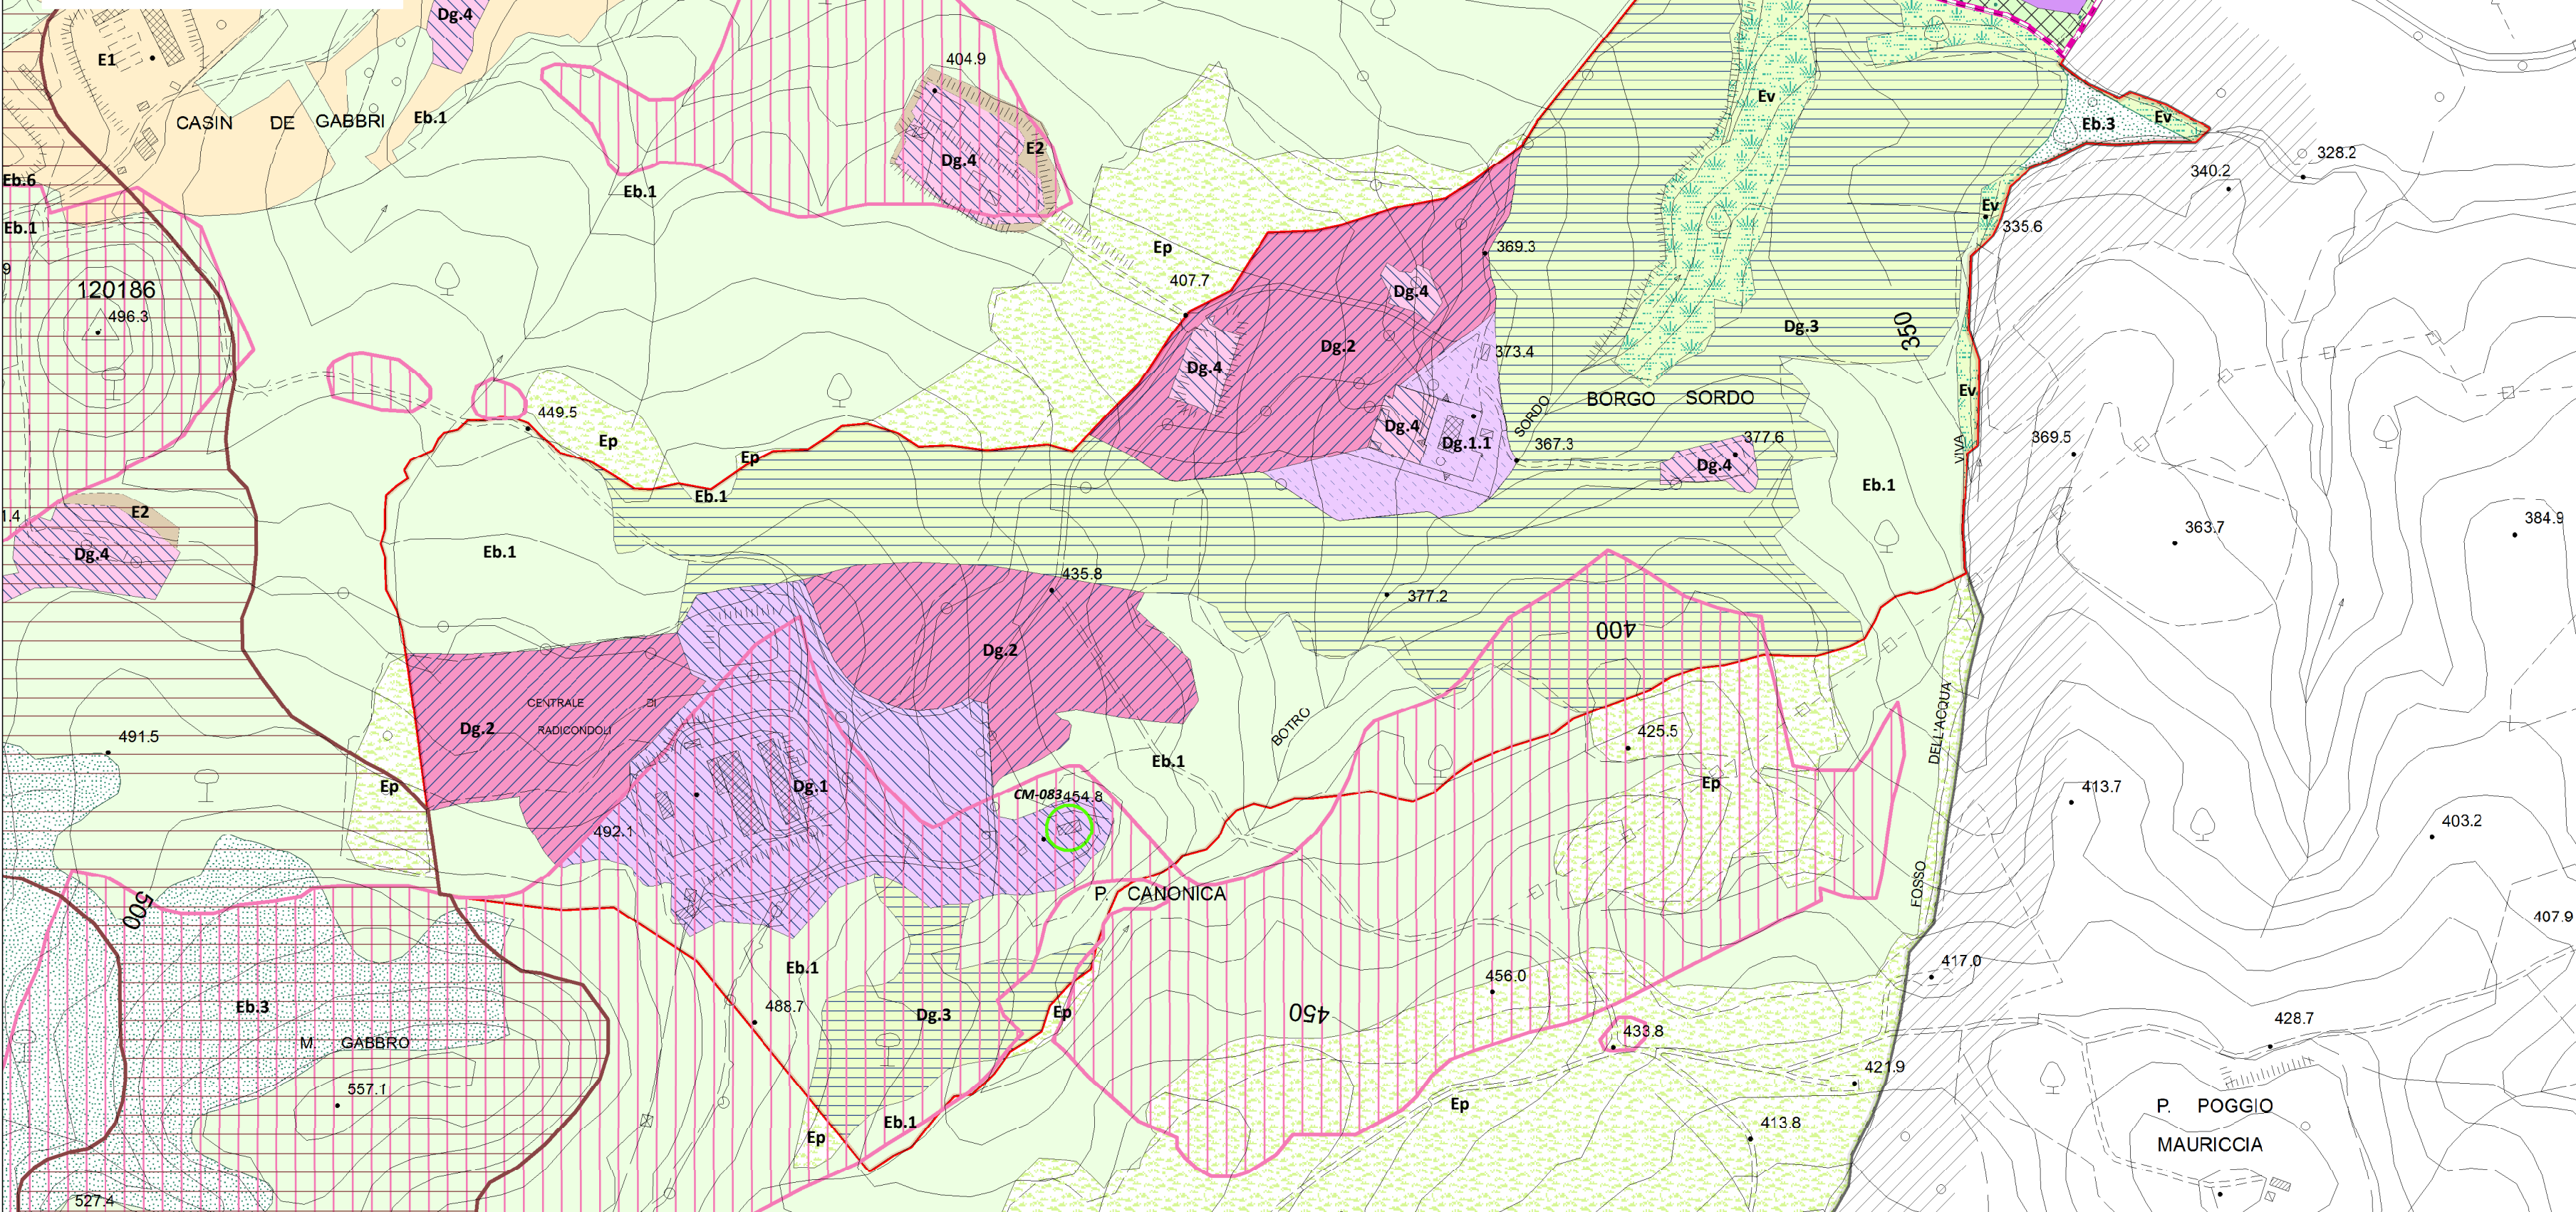 Dg.4
E1
404.9
CASIN DE GABBRI
Eb.1
Ev
Eb.3
Ev
E2
Dg.4
328.2
340.2
Eb.6
Eb.1
Ev
Eb.1
335.6
Ep
369.3
9
407.7
120186
496.3
Dg.4
Dg.3
350
Dg.2
373.4
Dg.4
BORGO SORDO
Ev
449.5
SORDO
Dg.4
Dg.1.1
367.3
377.6
369.5
VIVA
Ep
Ep
Dg.4
Eb.1
Eb.1
E2
1.4
384.9
363.7
Dg.4
Eb.1
435.8
377.2
400
Dg.2
CENTRALE DI
RADICONDOLI
Dg.2
BOTRO
425.5
DELL'ACQUA
491.5
Eb.1
Ep
Dg.1
Ep
413.7
CM-083
454.8
492.1
403.2
P. CANONICA
FOSSO
500
407.9
417.0
Eb.1
456.0
Eb.3
488.7
Dg.3
Ep
450
428.7
433.8
M. GABBRO
421.9
557.1
Ep
P. POGGIO
MAURICCIA
Eb.1
413.8
Ep
527.4